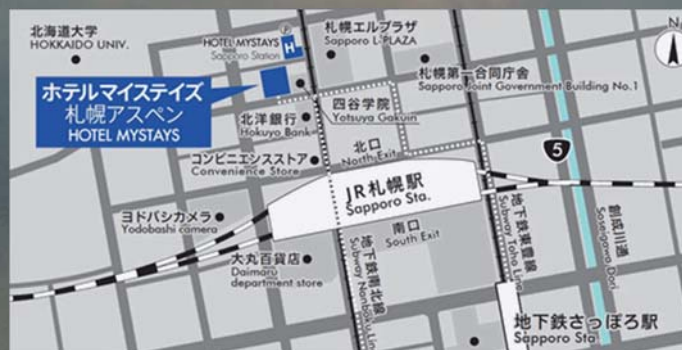 北海道大学
HOKKAIDO UNIV.
HOTEL MYSTAYS
Sapporo Station
P
H
札幌エルプラザ
Sapporo L-PLAZA
N
ホテルマイステイズ
札幌アスペン
HOTEL MYSTAYS
札幌第一合同庁舎
Sapporo Joint Government Building No.1
四谷学院
Yotsuya Gakuin
北洋銀行
Hokuyo Bank
北口
North Exit
コンビニエンスストア
Convenience Store
5
JR札幌駅
Sapporo Sta.
ヨドバシカメラ
Yodobashi camera
南口
South Exit
大丸百貨店
Daimaru
department store
地下鉄南北線
Subway Nanboku Line
地下鉄東豊線
Subway Toho Line
創成川通
Soseigawa Dori
地下鉄さっぽろ駅
Sapporo Sta